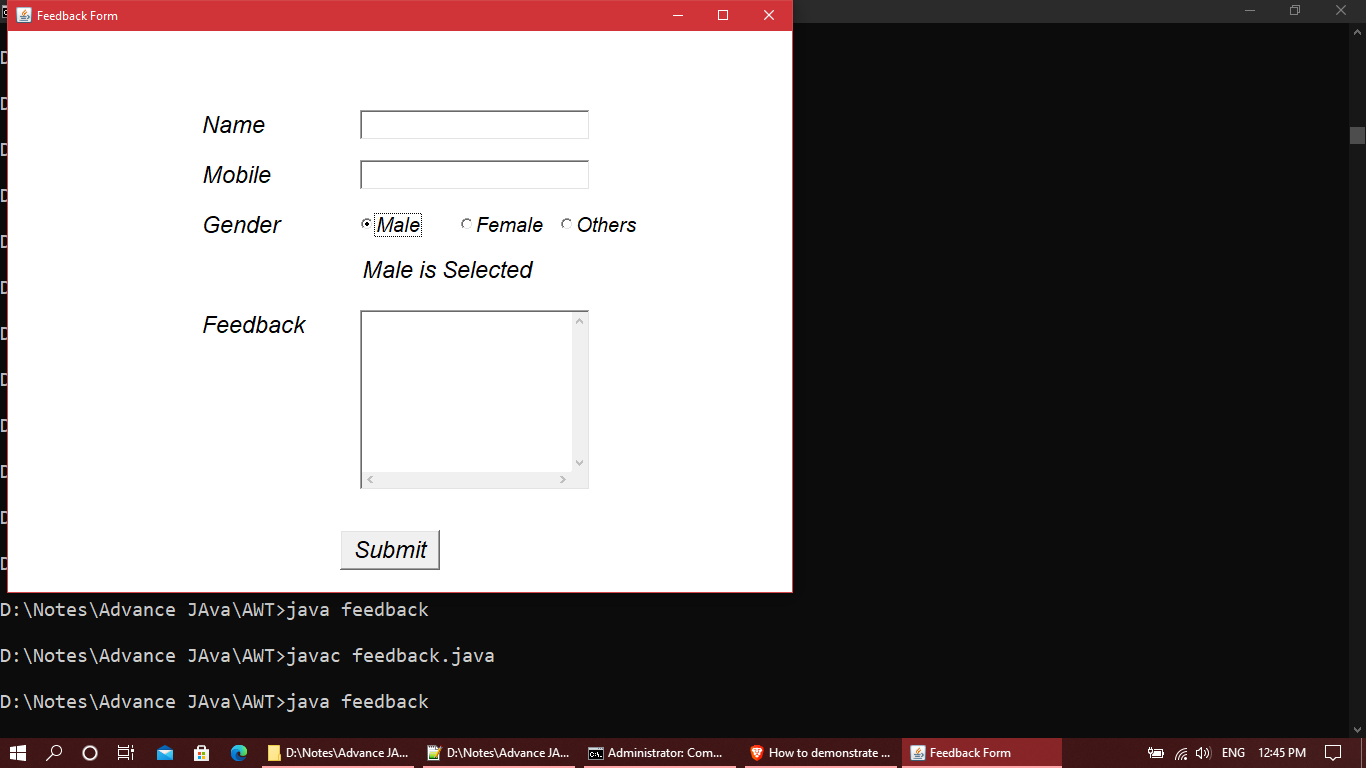 Feedback Form
Name
Mobile
Gender Male Female Others
Male is Selected
Feedback
Submit
D:\Notes\Advance JAva\AWT>java feedback
D:\Notes\Advance JAva\AWT>javac feedback.java
D:\Notes\Advance JAva\AWT>java feedback
D:\Notes\Advance JA... D:\Notes\Advance JA... Administrator: Com... How to demonstrate ... Feedback Form ENG 12:45 PM